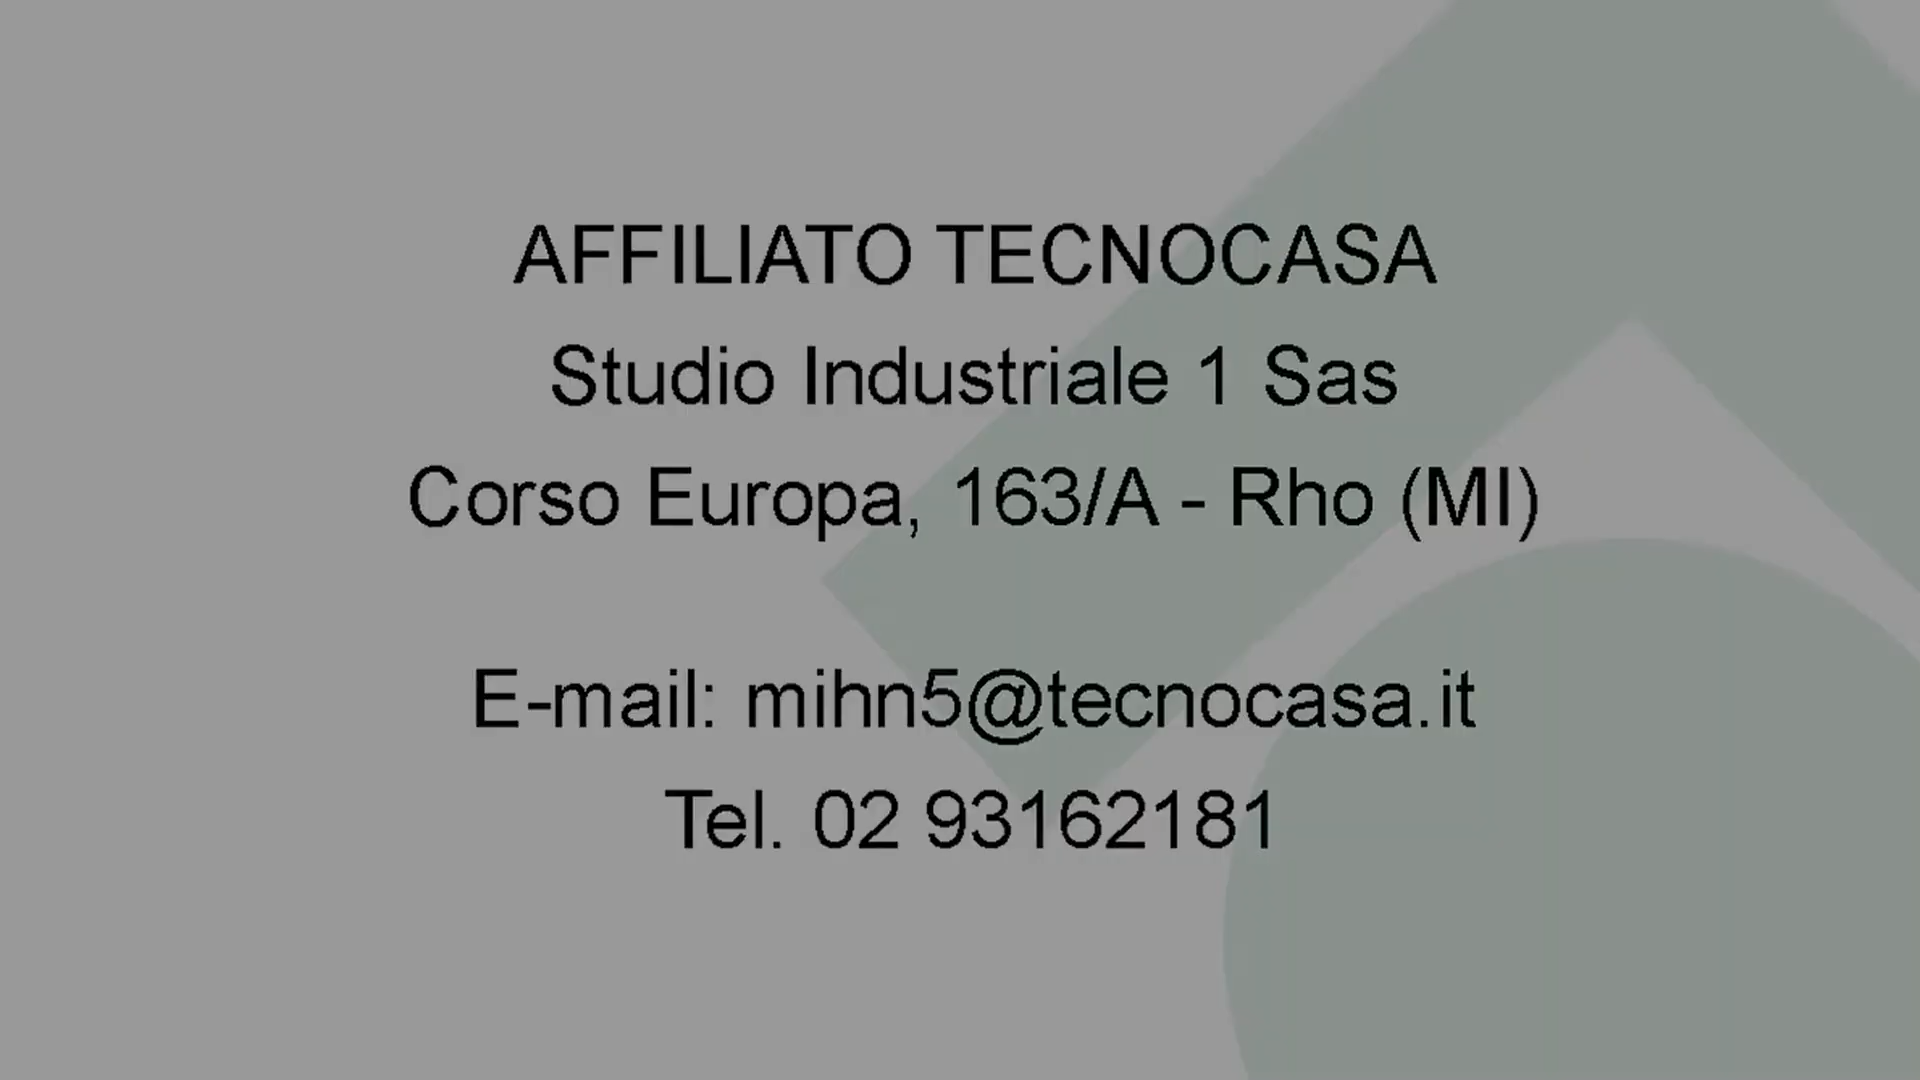 AFFILIATO TECNOCASA
Studio Industriale 1 Sas
Corso Europa, 163/A - Rho (MI)
E-mail: mihn5@tecnocasa.it
Tel. 02 93162181